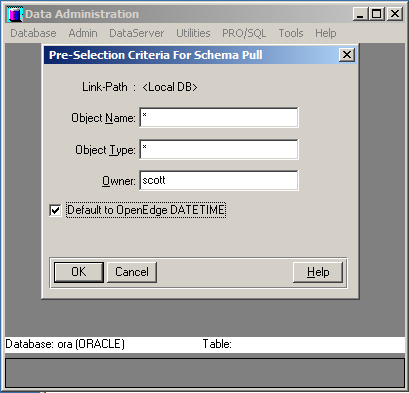 Data Administration
Database Admin DataServer Utilities PRO/SQL Tools Help
Pre-Selection Criteria For Schema Pull
Link-Path : <Local DB>
Object Name: *
Object Type: *
Owner: scott
Default to OpenEdge DATETIME
OK Cancel Help
Database: ora (ORACLE) Table: